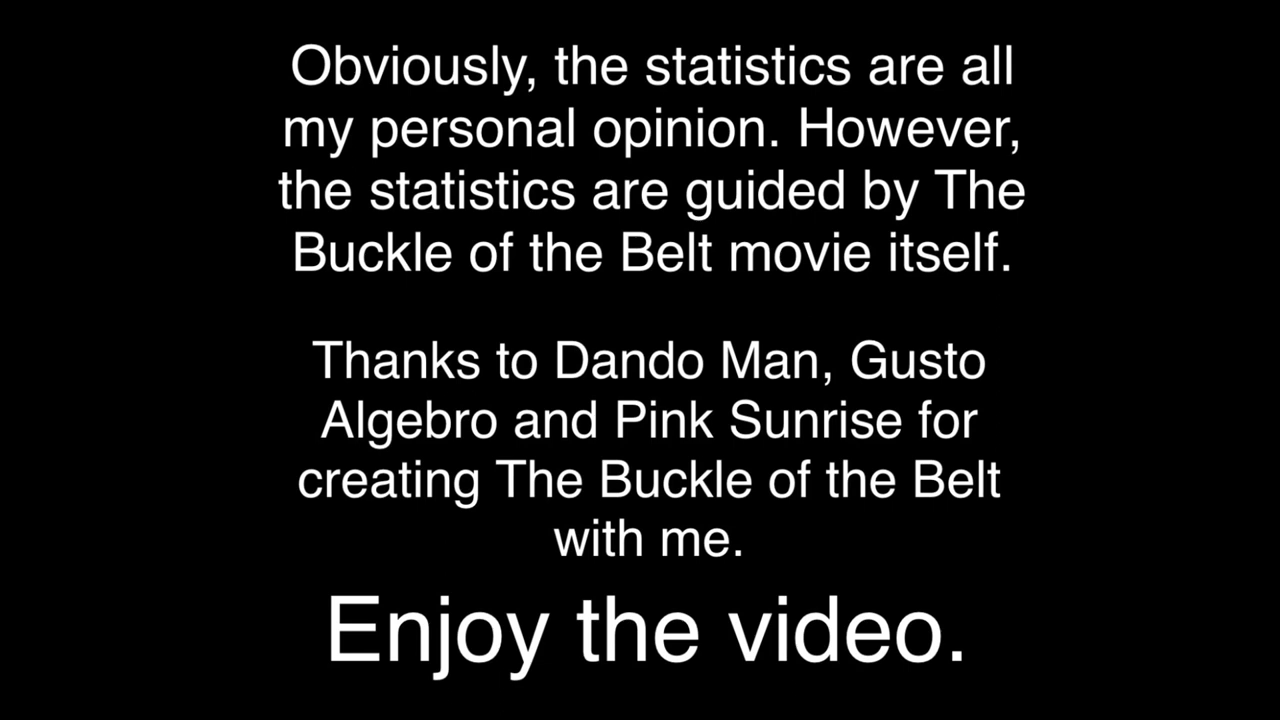 Obviously, the statistics are all
my personal opinion. However,
the statistics are guided by The
Buckle of the Belt movie itself.
Thanks to Dando Man, Gusto
Algebro and Pink Sunrise for
creating The Buckle of the Belt
with me.
Enjoy the video.